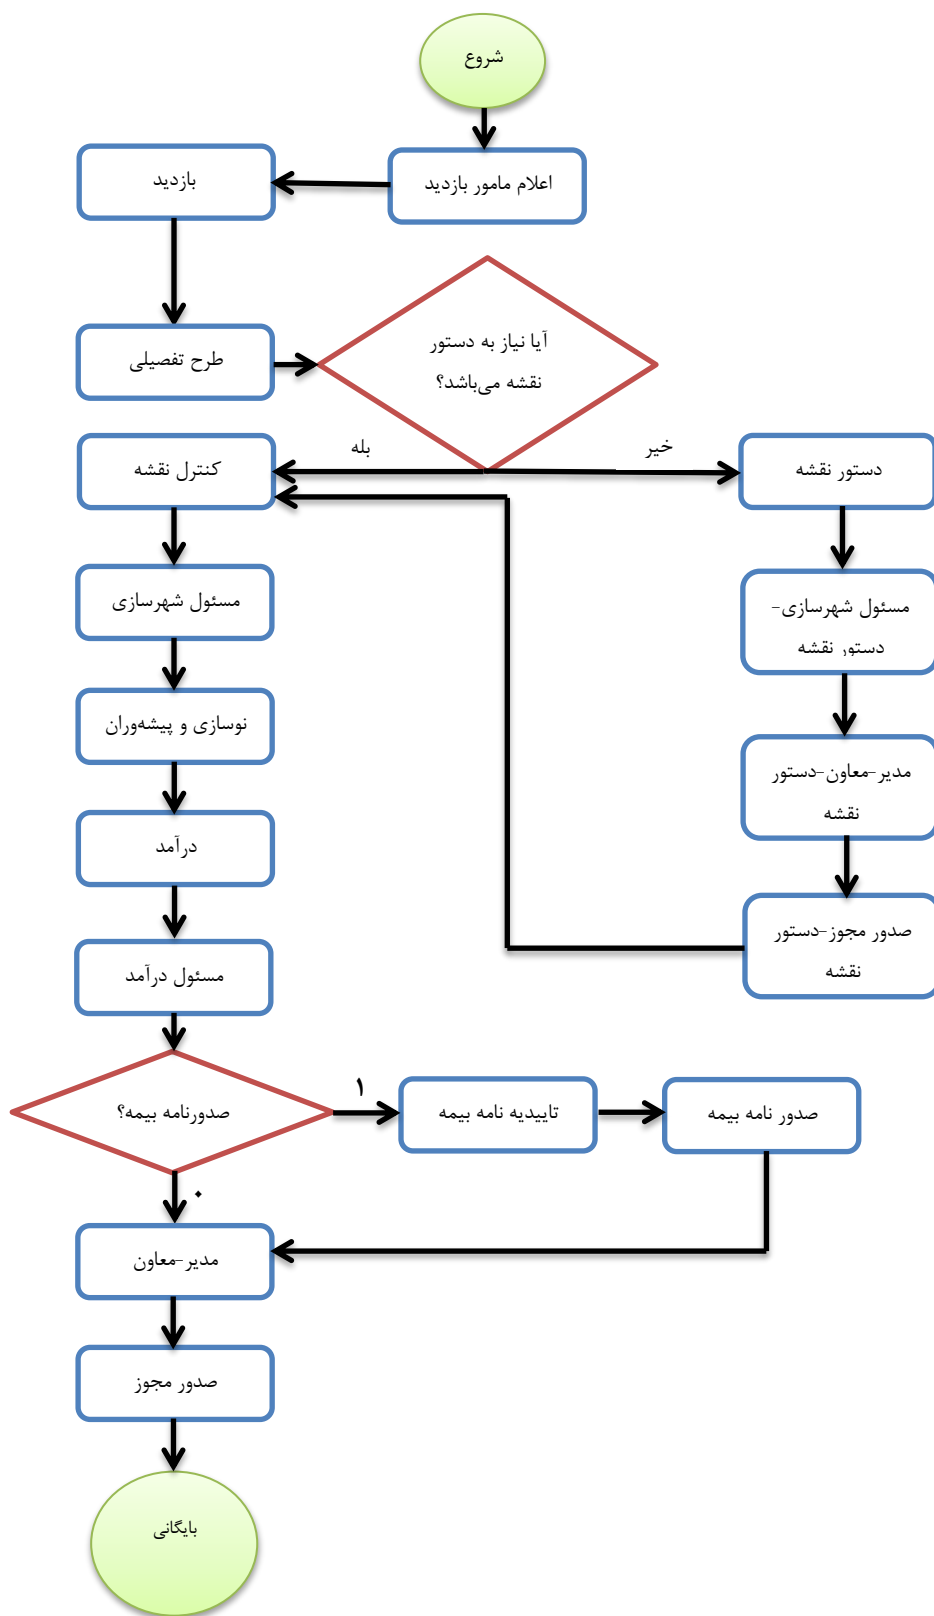 شروع
اعلام مامور بازدید
بازدید
طرح تفصیلی
آیا نیاز به دستور
نقشه می‌باشد؟
بله
خیر
کنترل نقشه
دستور نقشه
مسئول شهرسازی
مسئول شهرسازی-
دستور نقشه
نوسازی و پیشه‌وران
مدیر-معاون-دستور
نقشه
درآمد
صدور مجوز-دستور
نقشه
مسئول درآمد
صدورنامه بیمه؟
۱
تاییدیه نامه بیمه
صدور نامه بیمه
۰
مدیر-معاون
صدور مجوز
بایگانی